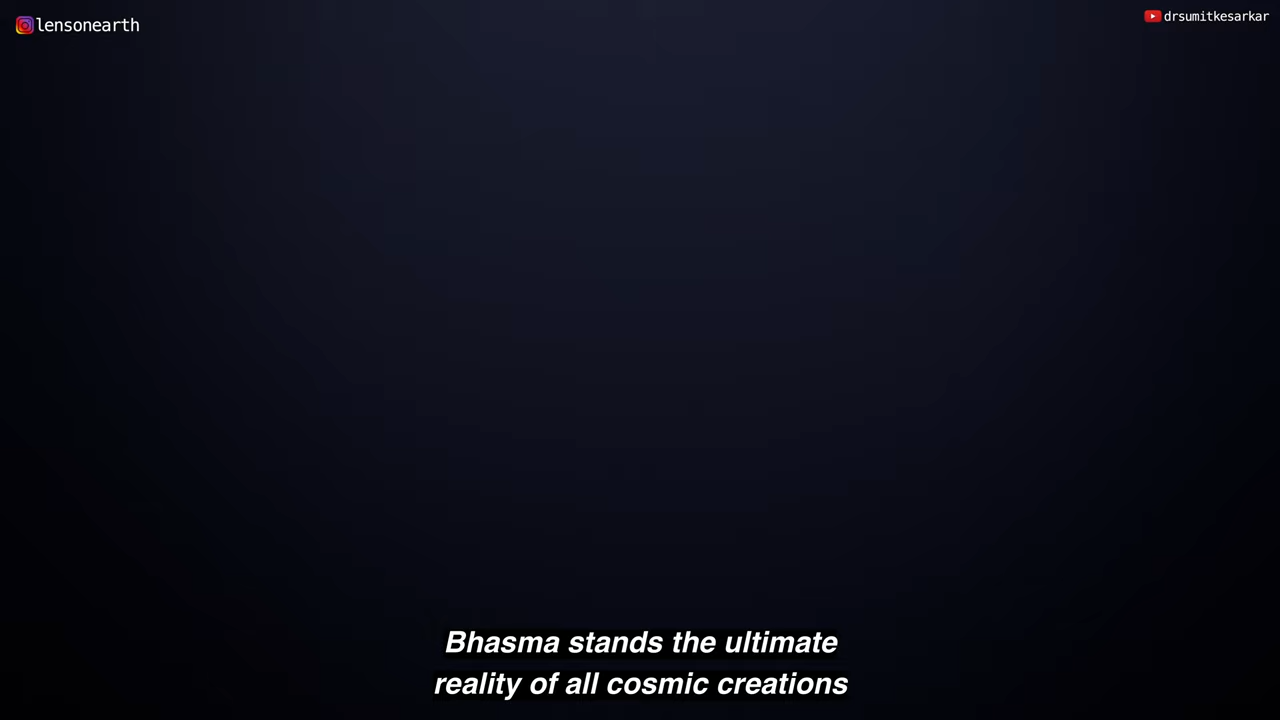 lensonearth
drsumitkesarkar
Bhasma stands the ultimate
reality of all cosmic creations